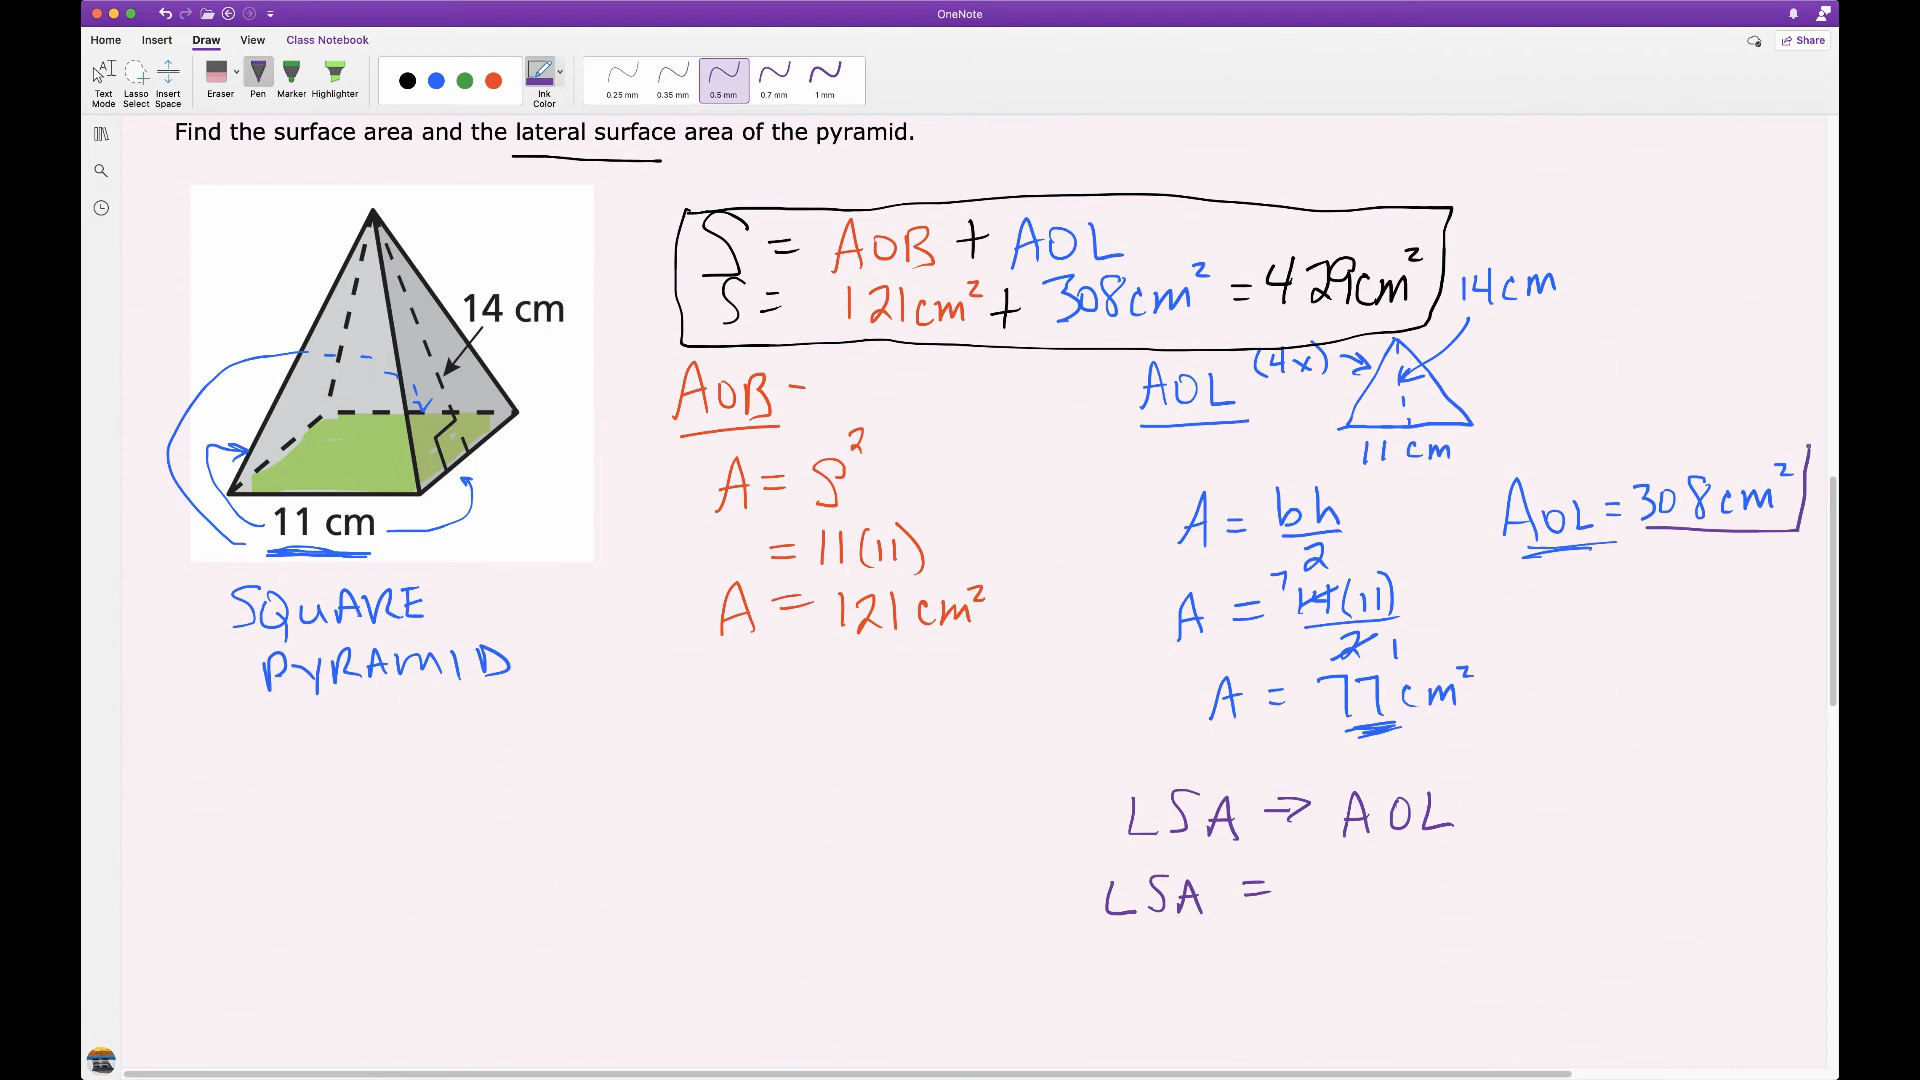 OneNote
Home Insert Draw View Class Notebook
Share
Text Mode
Lasso Select
Insert Space
Eraser
Pen
Marker
Highlighter
Ink Color
0.25 mm
0.35 mm
0.5 mm
0.7 mm
1 mm
Find the surface area and the lateral surface area of the pyramid.
14 cm
11 cm
SQUARE
PYRAMID
S = AOB + AOL
S = 121cm² + 308cm² = 429cm²
AOB -
A = S²
= 11(11)
A = 121 cm²
AOL
(4x)
14cm
11 cm
A = bh/2
A = 7 14(11)/2 1
A = 77 cm²
AOL = 308cm²
LSA → AOL
LSA =